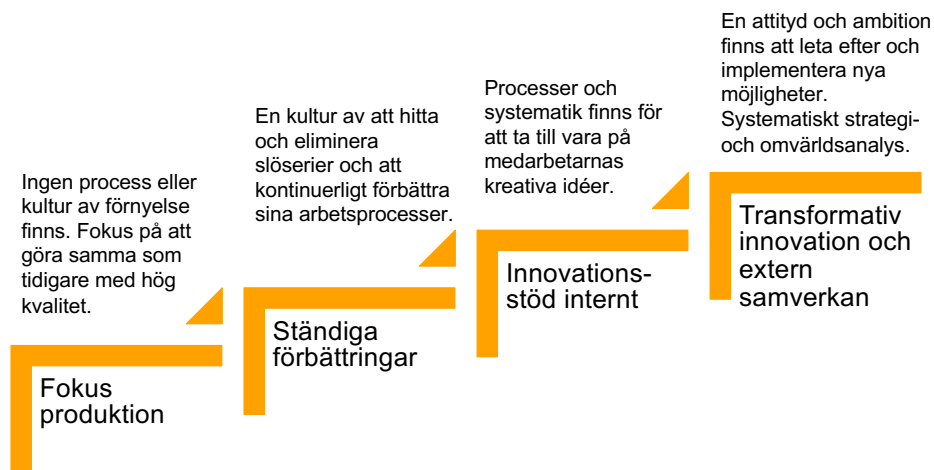 Ingen process eller
kultur av förnyelse
finns. Fokus på att
göra samma som
tidigare med hög
kvalitet.
Fokus
produktion
En kultur av att hitta
och eliminera
slöserier och att
kontinuerligt förbättra
sina arbetsprocesser.
Ständiga
förbättringar
Processer och
systematik finns för
att ta till vara på
medarbetarnas
kreativa idéer.
Innovations-
stöd internt
En attityd och ambition
finns att leta efter och
implementera nya
möjligheter.
Systematiskt strategi-
och omvärldsanalys.
Transformativ
innovation och
extern
samverkan